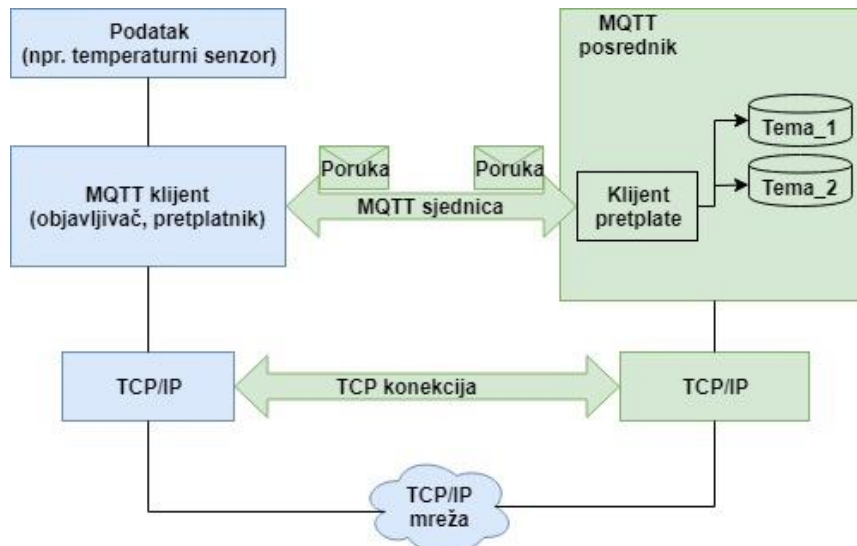 Podatak
(npr. temperaturni senzor)
MQTT
posrednik
Tema_1
Tema_2
Poruka
Poruka
MQTT klijent
(objavljivač, pretplatnik)
MQTT sjednica
Klijent
pretplate
TCP/IP
TCP konekcija
TCP/IP
TCP/IP
mreža